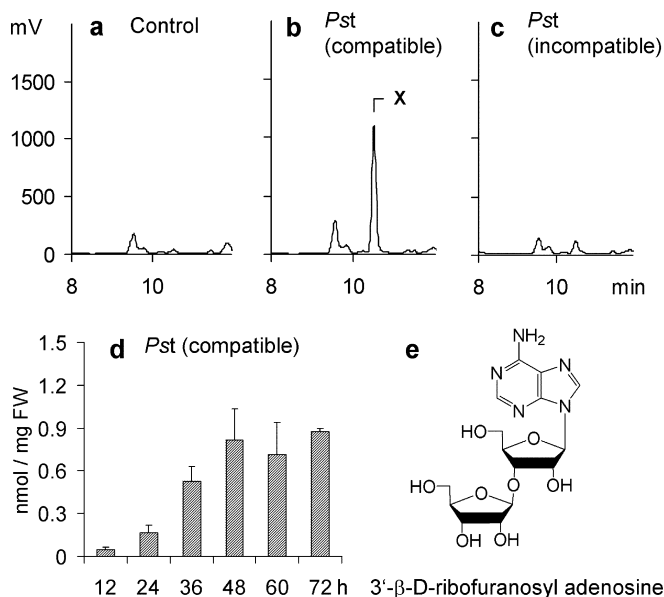 mV
a Control
b Pst (compatible)
c Pst (incompatible)
1500
1000
500
0
X
8 10
8 10
8 10 min
d Pst (compatible)
nmol / mg FW
1.5
1.2
0.9
0.6
0.3
0
12 24 36 48 60 72 h
e
NH2
N
N
N
N
HO
O
O
OH
HO
O
OH OH
3‘-β-D-ribofuranosyl adenosine